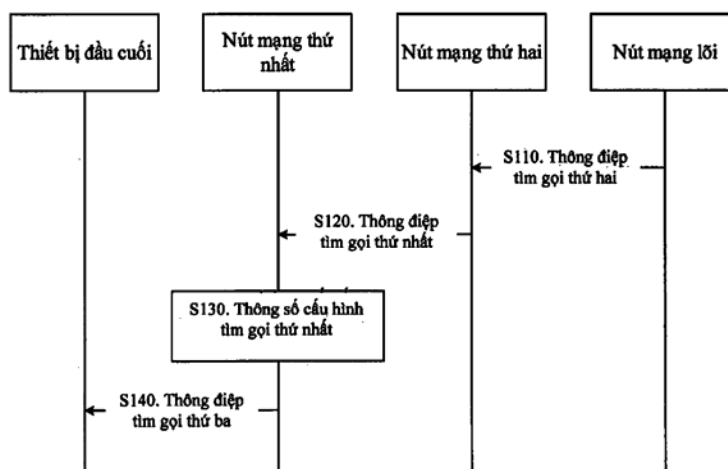 Thiết bị đầu cuối
Nút mạng thứ
nhất
Nút mạng thứ hai
Nút mạng lõi
S110. Thông điệp
tìm gọi thứ hai
S120. Thông điệp
tìm gọi thứ nhất
S130. Thông số cấu hình
tìm gọi thứ nhất
S140. Thông điệp
tìm gọi thứ ba